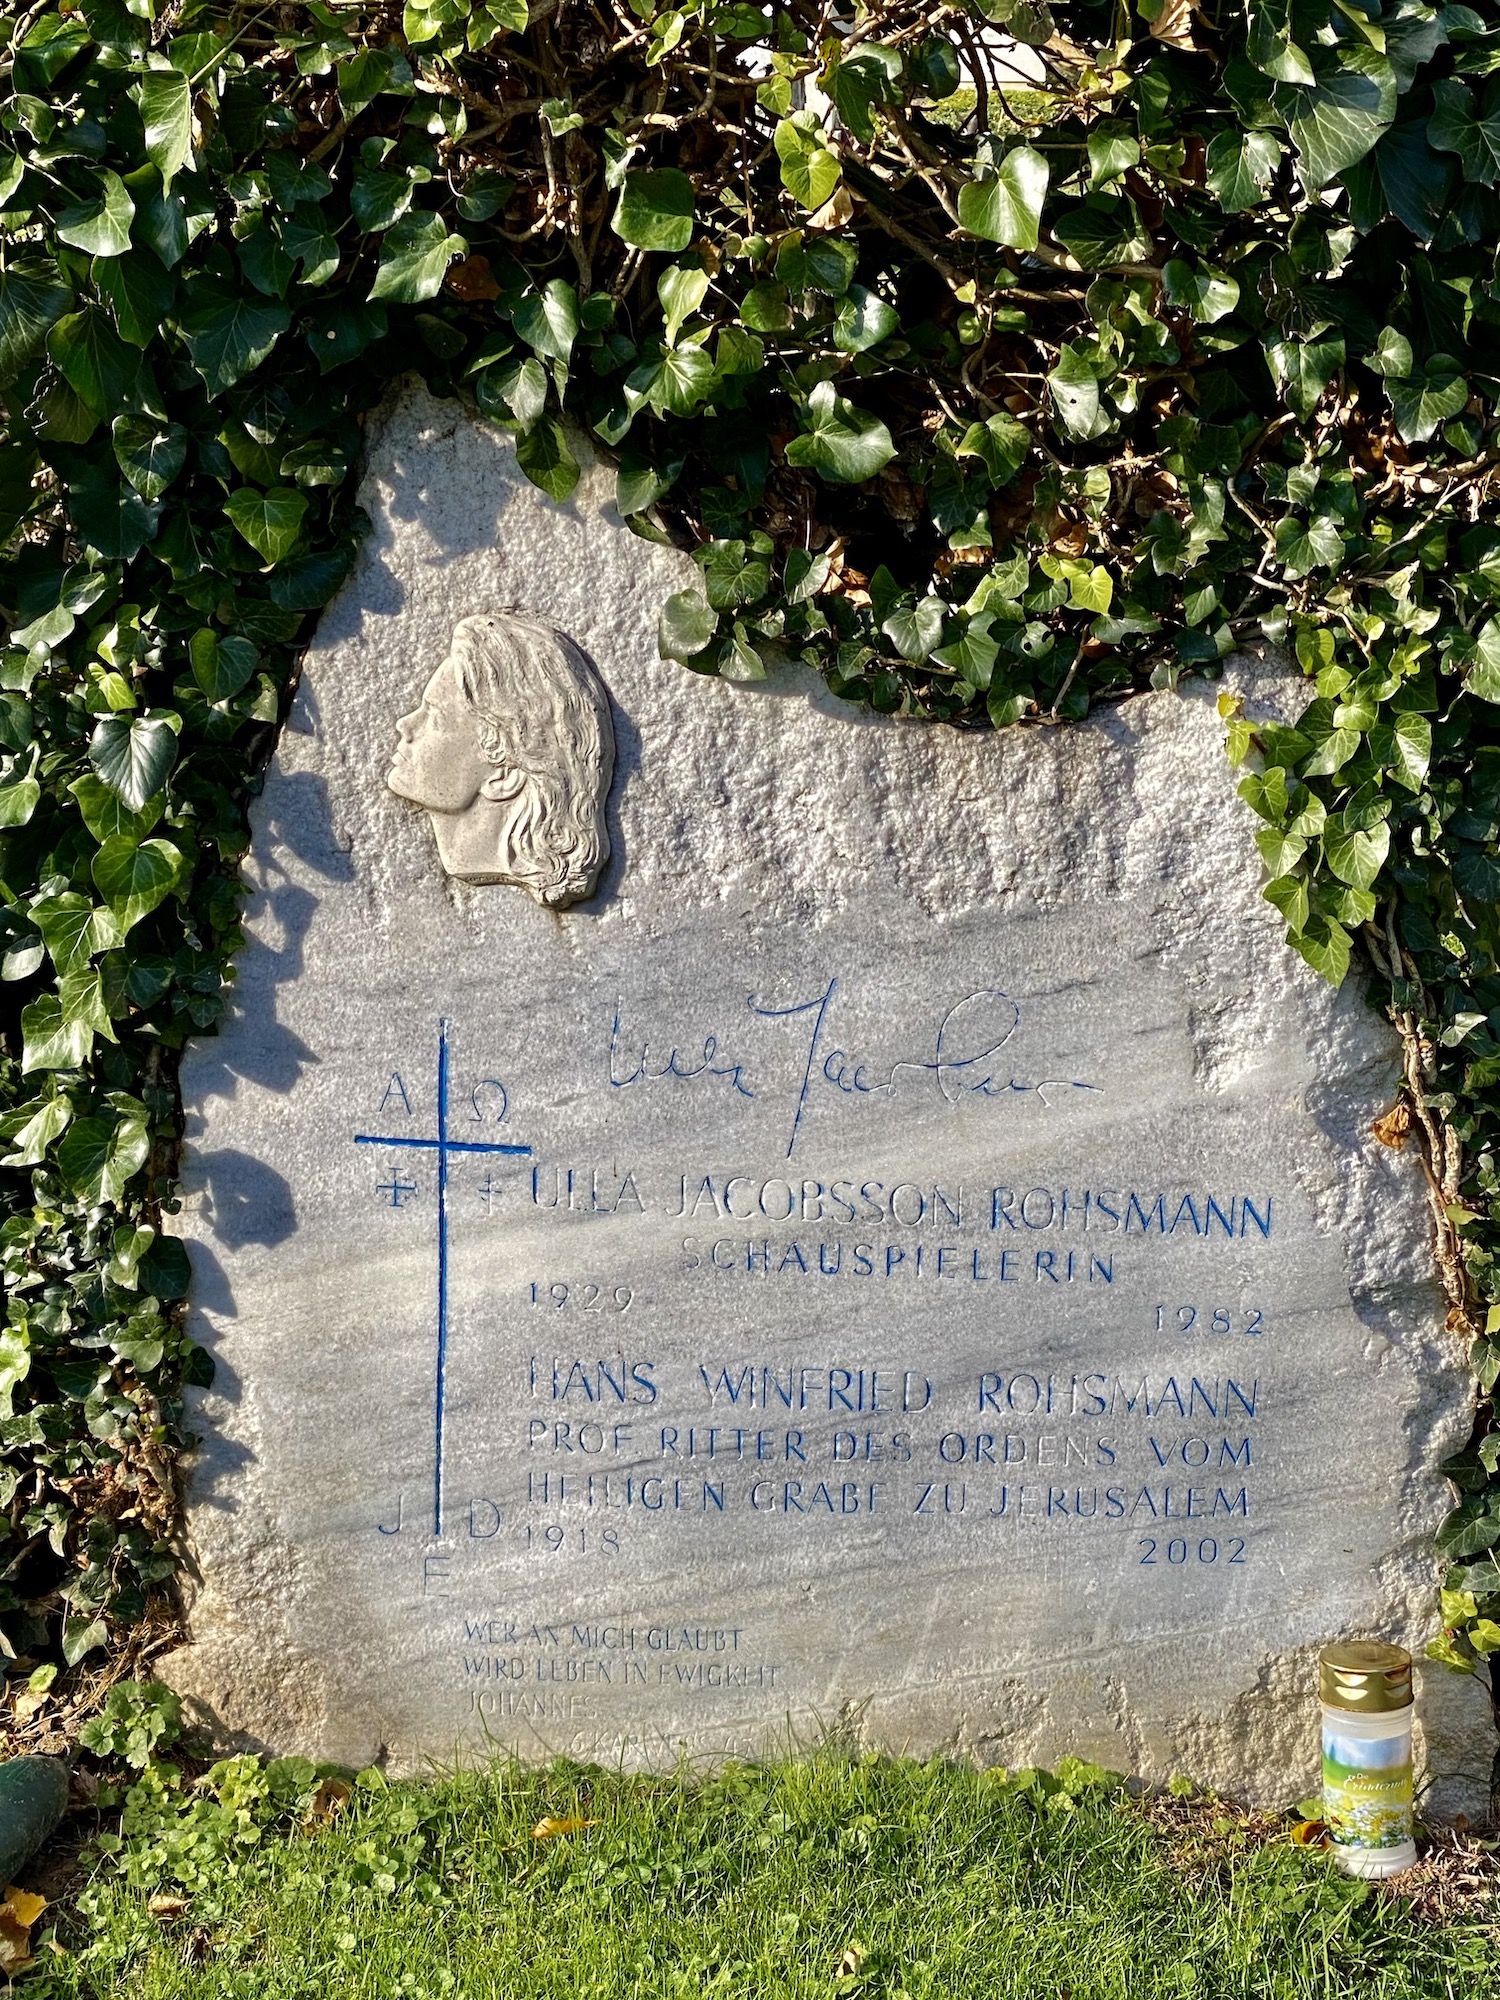 Ulla Jacobsson
Α Ω
ULLA JACOBSSON ROHSMANN
SCHAUSPIELERIN
1929 1982
HANS WINFRIED ROHSMANN
PROF. RITTER DES ORDENS VOM
HEILIGEN GRABE ZU JERUSALEM
1918 2002
J D
E
WER AN MICH GLAUBT
WIRD LEBEN IN EWIGKEIT
JOHANNES